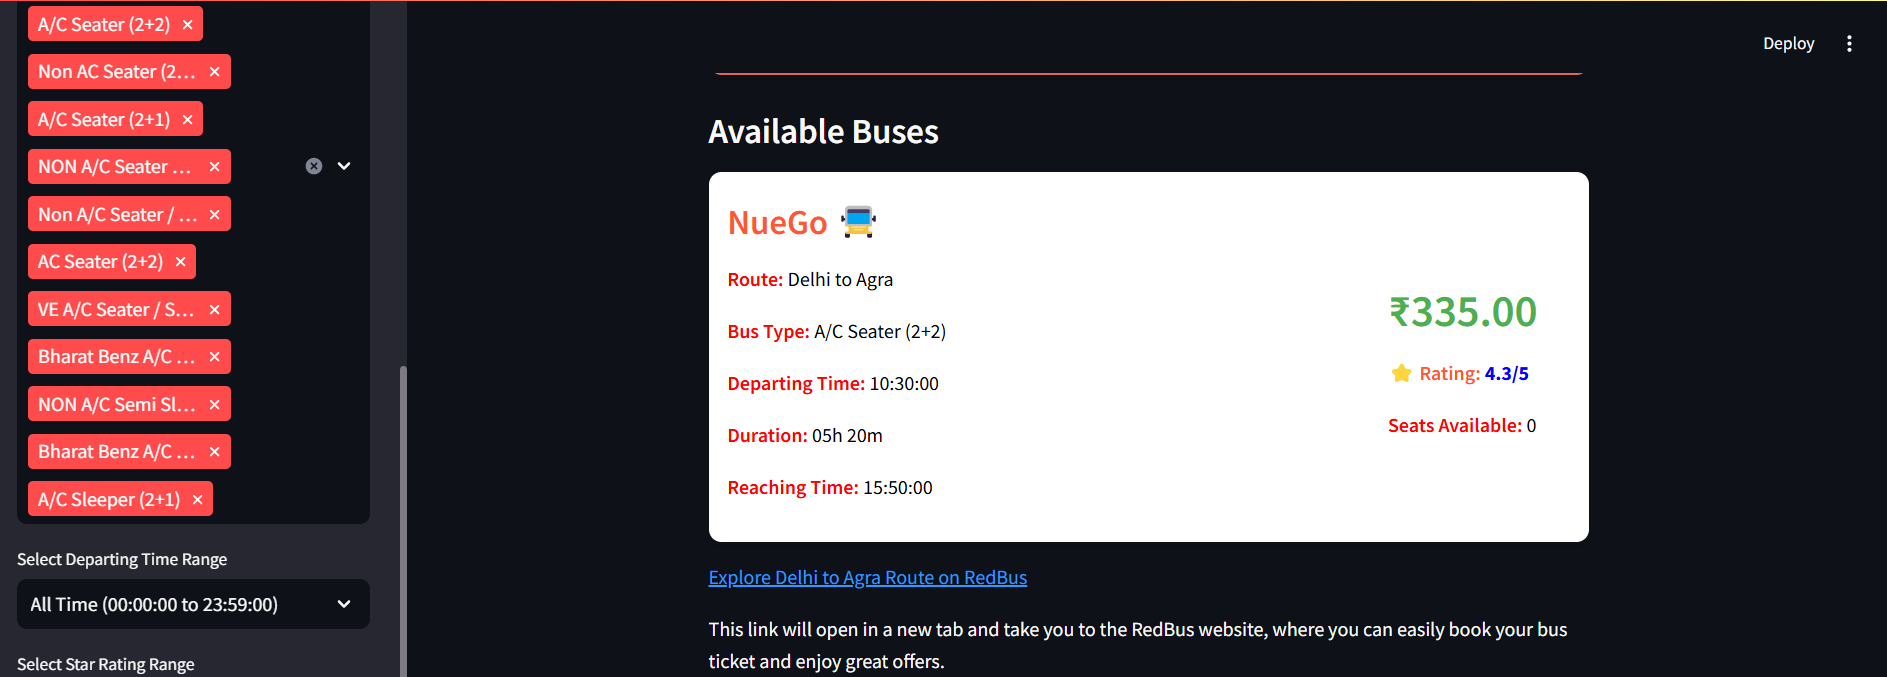 A/C Seater (2+2) ×
Non AC Seater (2... ×
A/C Seater (2+1) ×
NON A/C Seater ... ×
Non A/C Seater / ... ×
AC Seater (2+2) ×
VE A/C Seater / S... ×
Bharat Benz A/C ... ×
NON A/C Semi Sl... ×
Bharat Benz A/C ... ×
A/C Sleeper (2+1) ×
Select Departing Time Range
All Time (00:00:00 to 23:59:00)
Select Star Rating Range
Deploy
Available Buses
NueGo
Route: Delhi to Agra
Bus Type: A/C Seater (2+2)
Departing Time: 10:30:00
Duration: 05h 20m
Reaching Time: 15:50:00
₹335.00
Rating: 4.3/5
Seats Available: 0
Explore Delhi to Agra Route on RedBus
This link will open in a new tab and take you to the RedBus website, where you can easily book your bus
ticket and enjoy great offers.